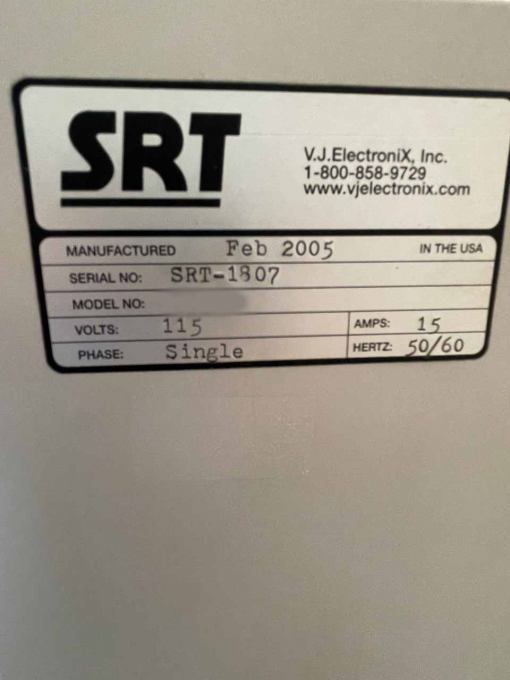 SRT
V.J.ElectroniX, Inc.
1-800-858-9729
www.vjelectronix.com
MANUFACTURED Feb 2005 IN THE USA
SERIAL NO: SRT-1807
MODEL NO:
VOLTS: 115 AMPS: 15
PHASE: Single HERTZ: 50/60